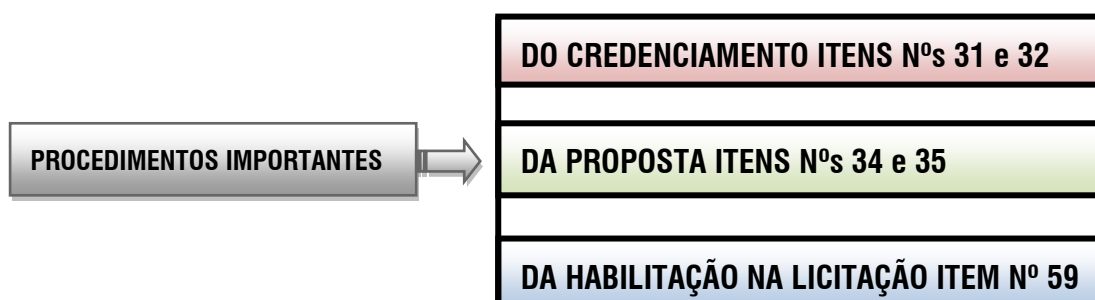 PROCEDIMENTOS IMPORTANTES
DO CREDENCIAMENTO ITENS Nºs 31 e 32
DA PROPOSTA ITENS Nºs 34 e 35
DA HABILITAÇÃO NA LICITAÇÃO ITEM Nº 59